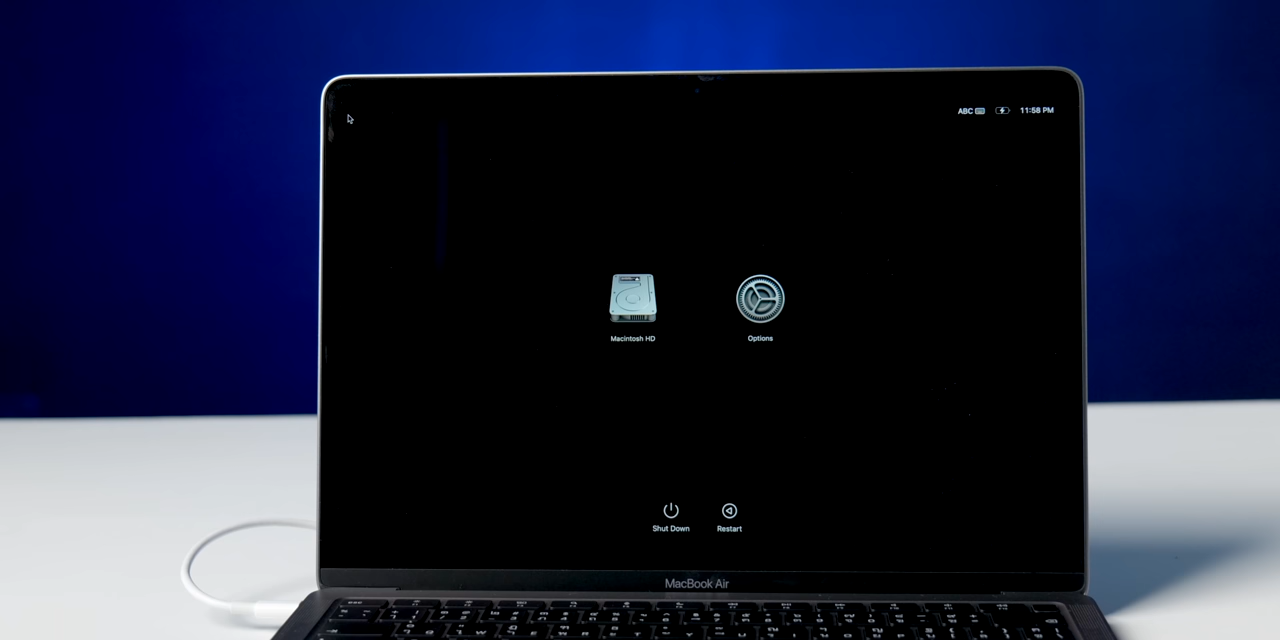 ABC
11:58 PM
Macintosh HD
Options
Shut Down
Restart
MacBook Air